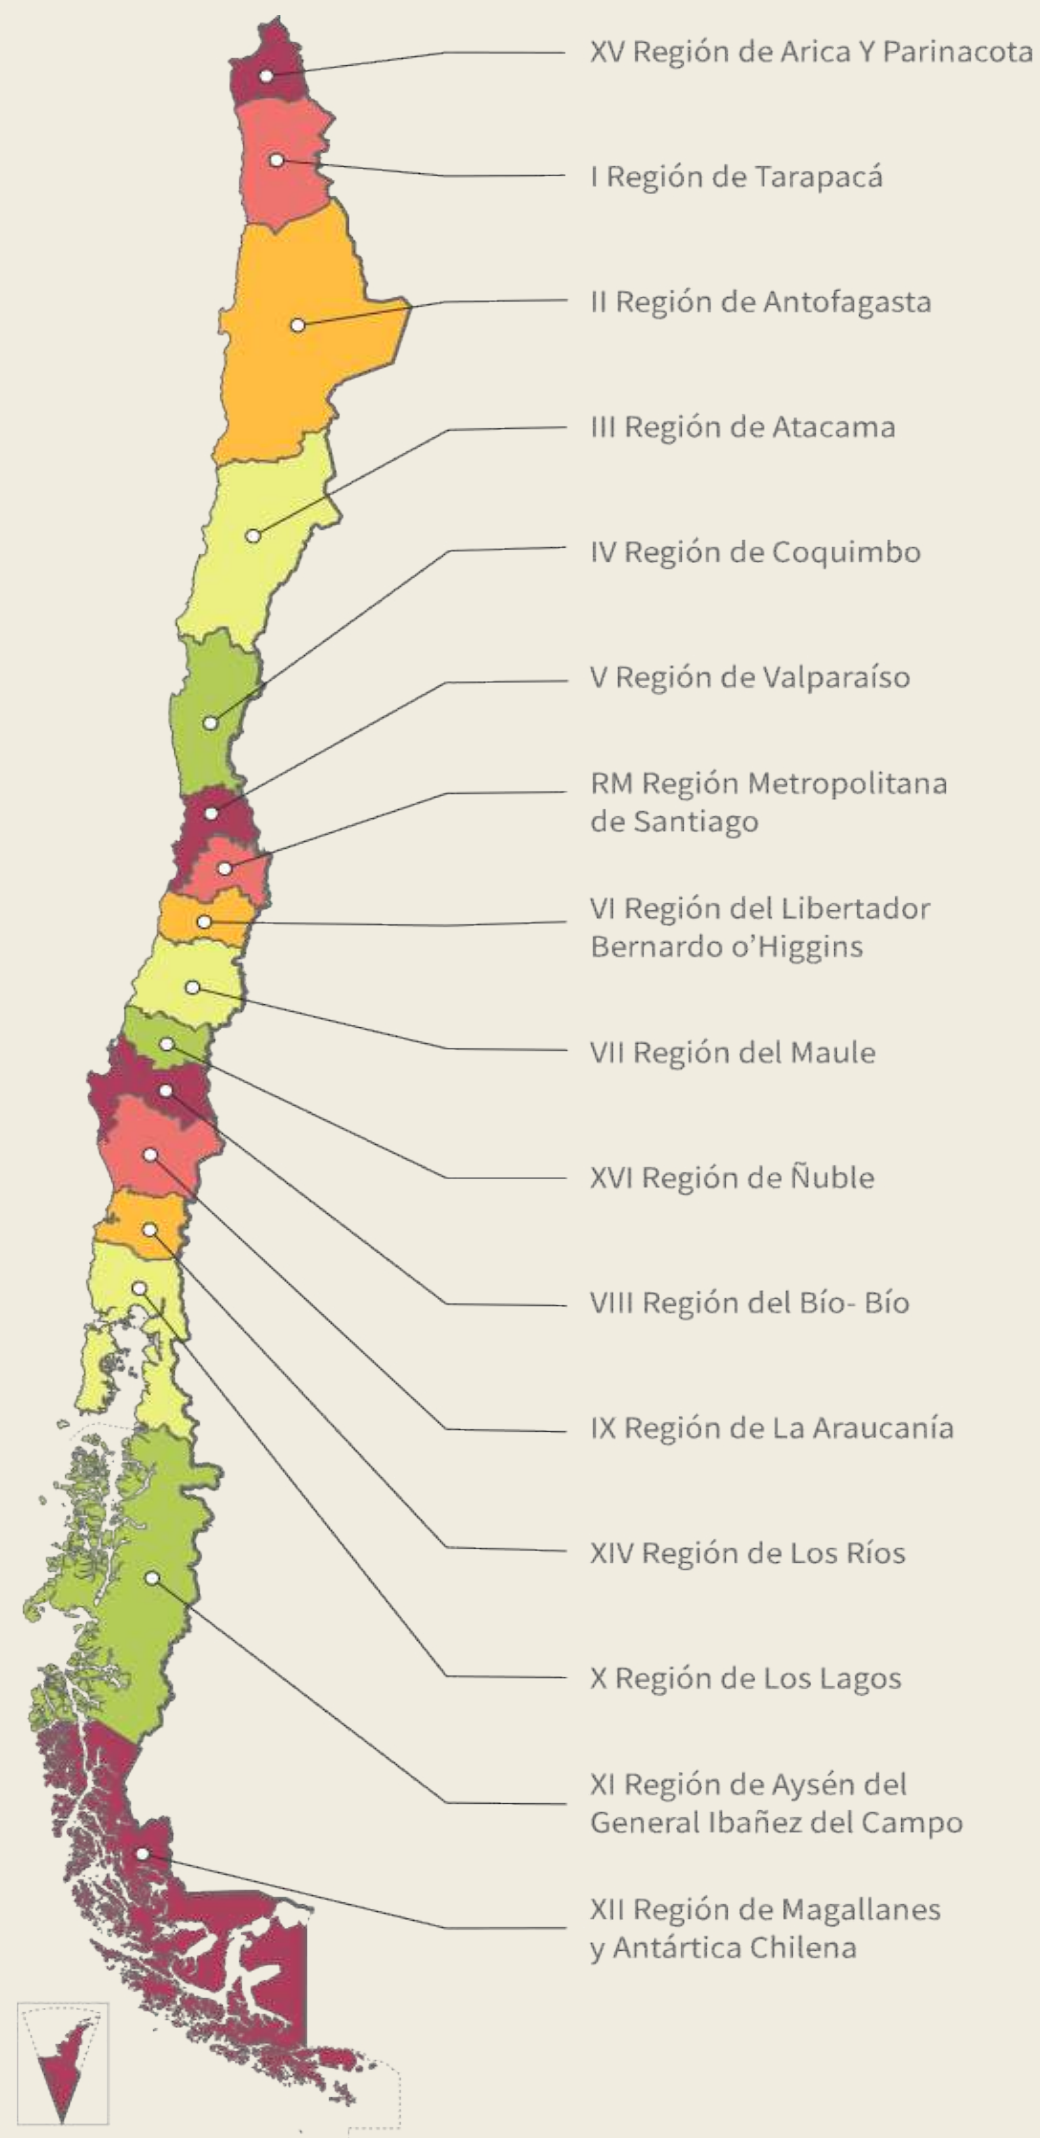 XV Región de Arica Y Parinacota
I Región de Tarapacá
II Región de Antofagasta
III Región de Atacama
IV Región de Coquimbo
V Región de Valparaíso
RM Región Metropolitana
de Santiago
VI Región del Libertador
Bernardo o’Higgins
VII Región del Maule
XVI Región de Ñuble
VIII Región del Bío- Bío
IX Región de La Araucanía
XIV Región de Los Ríos
X Región de Los Lagos
XI Región de Aysén del
General Ibañez del Campo
XII Región de Magallanes
y Antártica Chilena